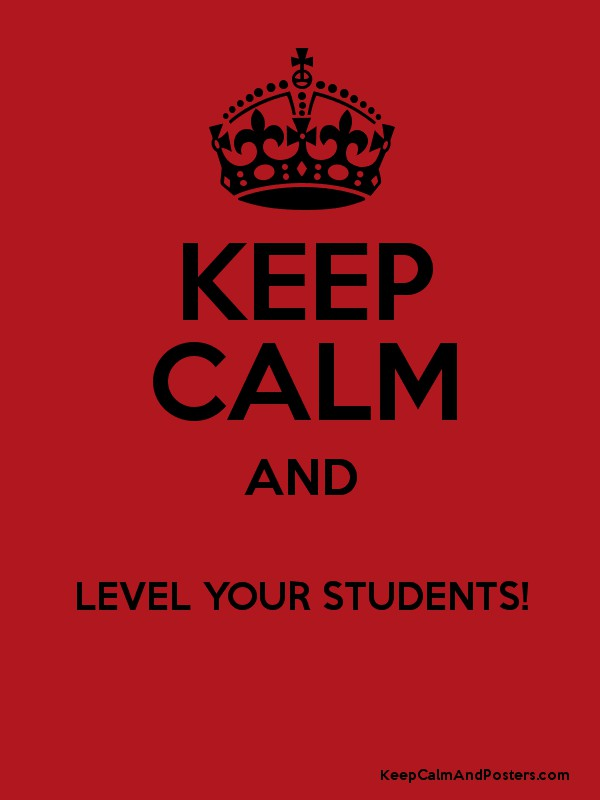 KEEP
CALM
AND
LEVEL YOUR STUDENTS!
KeepCalmAndPosters.com